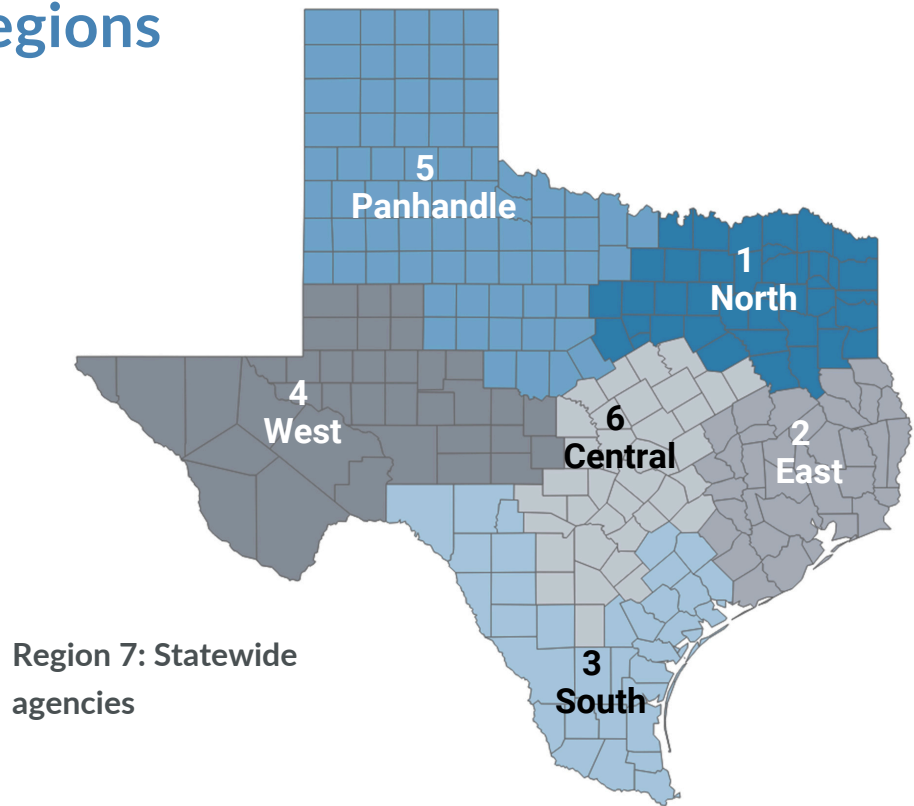 egions
5
Panhandle
1
North
4
West
6
Central
2
East
Region 7: Statewide
agencies
3
South